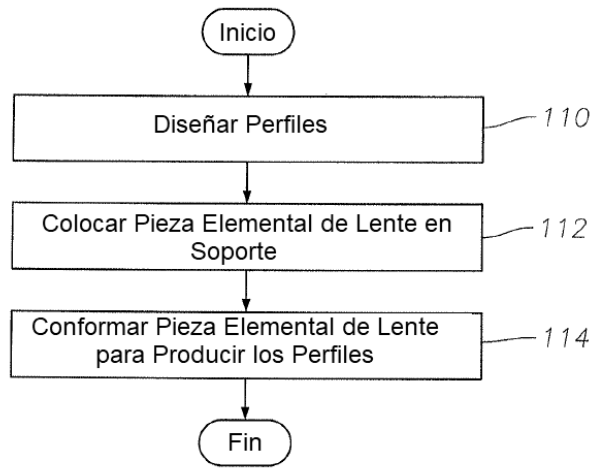 Inicio
Diseñar Perfiles
110
Colocar Pieza Elemental de Lente en
Soporte
112
Conformar Pieza Elemental de Lente
para Producir los Perfiles
114
Fin